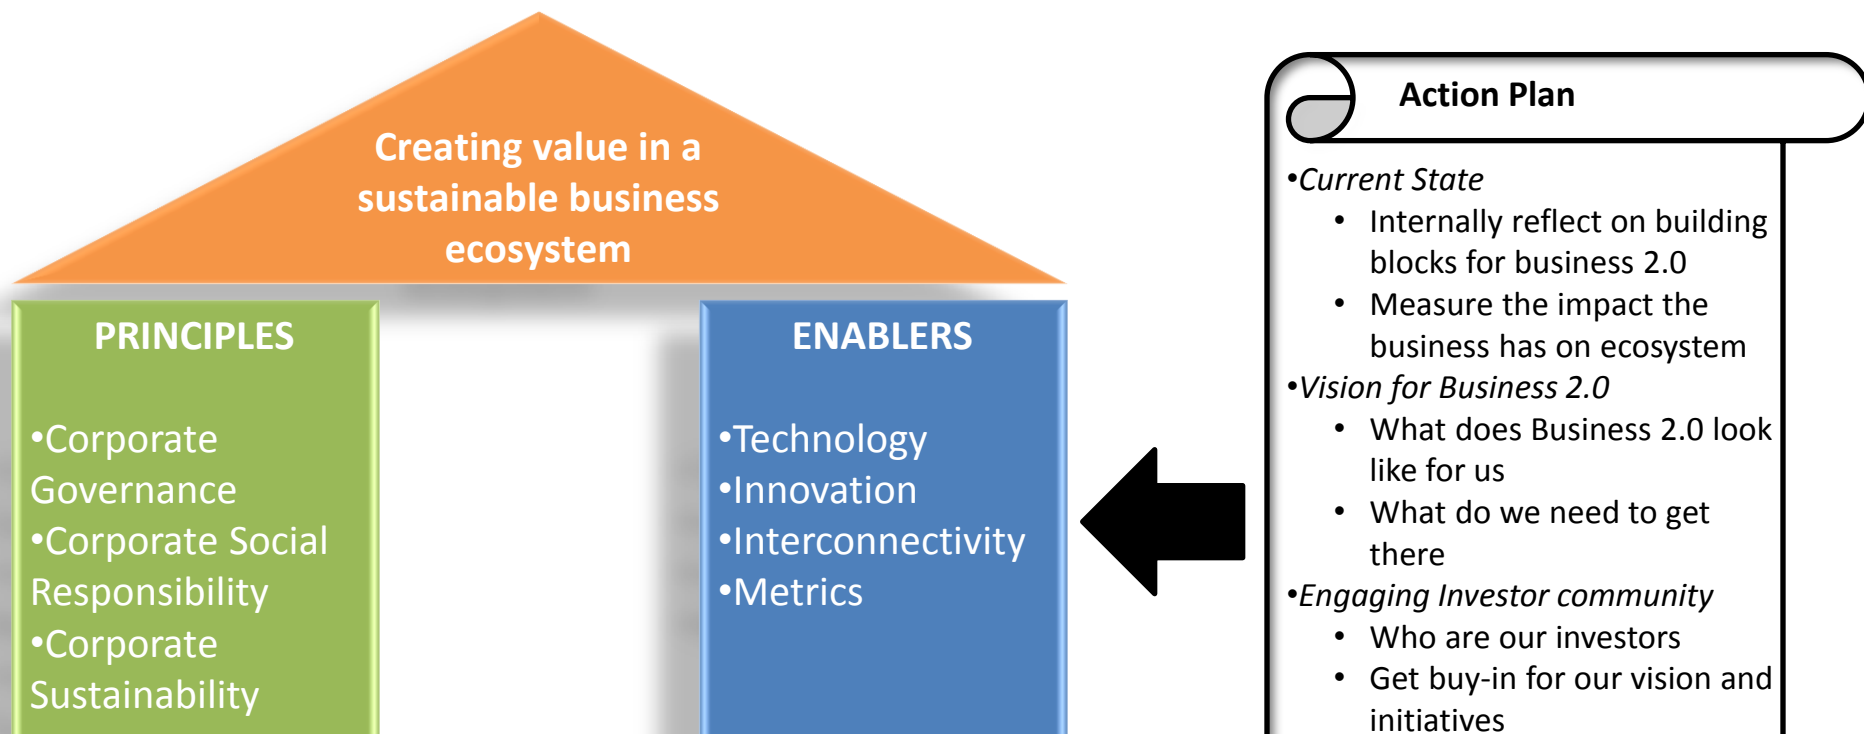 Creating value in a
sustainable business
ecosystem
PRINCIPLES
•Corporate
Governance
•Corporate Social
Responsibility
•Corporate
Sustainability
ENABLERS
•Technology
•Innovation
•Interconnectivity
•Metrics
Action Plan
•Current State
• Internally reflect on building
blocks for business 2.0
• Measure the impact the
business has on ecosystem
•Vision for Business 2.0
• What does Business 2.0 look
like for us
• What do we need to get
there
•Engaging Investor community
• Who are our investors
• Get buy-in for our vision and
initiatives